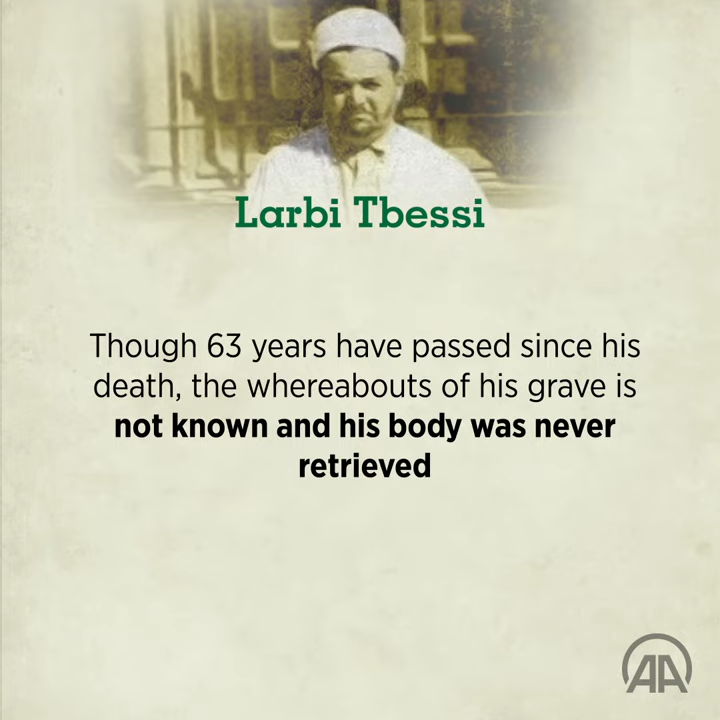 Larbi Tbessi
Though 63 years have passed since his
death, the whereabouts of his grave is
not known and his body was never
retrieved
AA